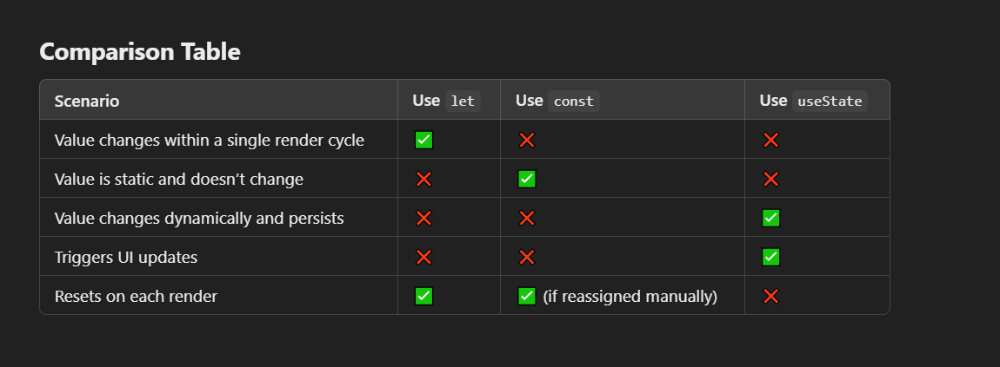 Comparison Table
Scenario Use let Use const Use useState
Value changes within a single render cycle ✅ ❌ ❌
Value is static and doesn’t change ❌ ✅ ❌
Value changes dynamically and persists ❌ ❌ ✅
Triggers UI updates ❌ ❌ ✅
Resets on each render ✅ ✅ (if reassigned manually) ❌